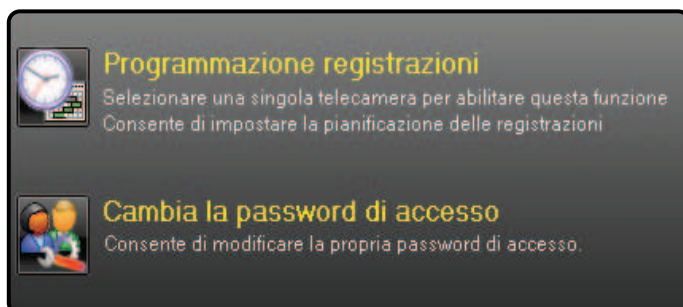 Programmazione registrazioni
Selezionare una singola telecamera per abilitare questa funzione
Consente di impostare la pianificazione delle registrazioni
Cambia la password di accesso
Consente di modificare la propria password di accesso.